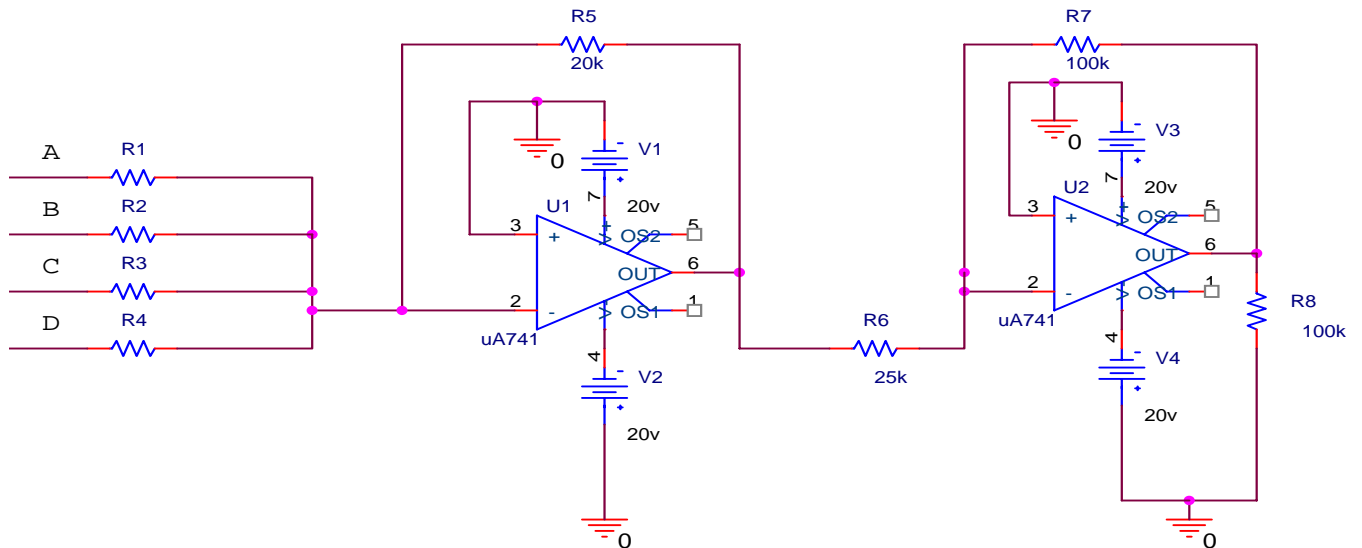 R5
20k
R7
100k
A
R1
B
R2
C
R3
D
R4
0
V1
-
+
20v
7
U1
3
+
2
-
V+
OS2
5
OUT
6
OS1
1
V-
uA741
4
V2
-
+
20v
0
R6
25k
0
V3
-
+
20v
7
U2
3
+
2
-
V+
OS2
5
OUT
6
OS1
1
V-
uA741
4
V4
-
+
20v
R8
100k
0